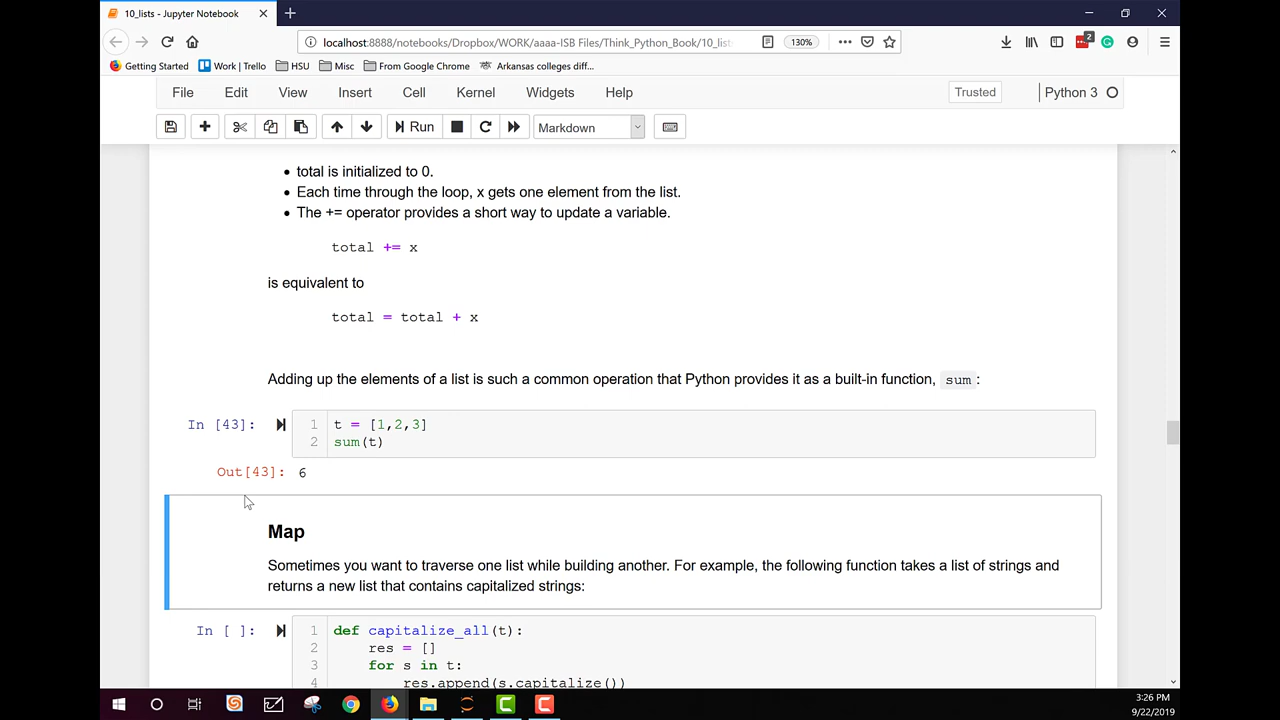 10_lists - Jupyter Notebook
localhost:8888/notebooks/Dropbox/WORK/aaaa-ISB Files/Think_Python_Book/10_list
130%
2
Getting Started
Work | Trello
HSU
Misc
From Google Chrome
Arkansas colleges diff...
File Edit View Insert Cell Kernel Widgets Help
Trusted
Python 3
Run
Markdown
• total is initialized to 0.
• Each time through the loop, x gets one element from the list.
• The += operator provides a short way to update a variable.
total += x
is equivalent to
total = total + x
Adding up the elements of a list is such a common operation that Python provides it as a built-in function, sum :
In [43]:
1 t = [1,2,3]
2 sum(t)
Out[43]: 6
Map
Sometimes you want to traverse one list while building another. For example, the following function takes a list of strings and
returns a new list that contains capitalized strings:
In [ ]:
1 def capitalize_all(t):
2 res = []
3 for s in t:
4 res.append(s.capitalize())
3:26 PM
9/22/2019